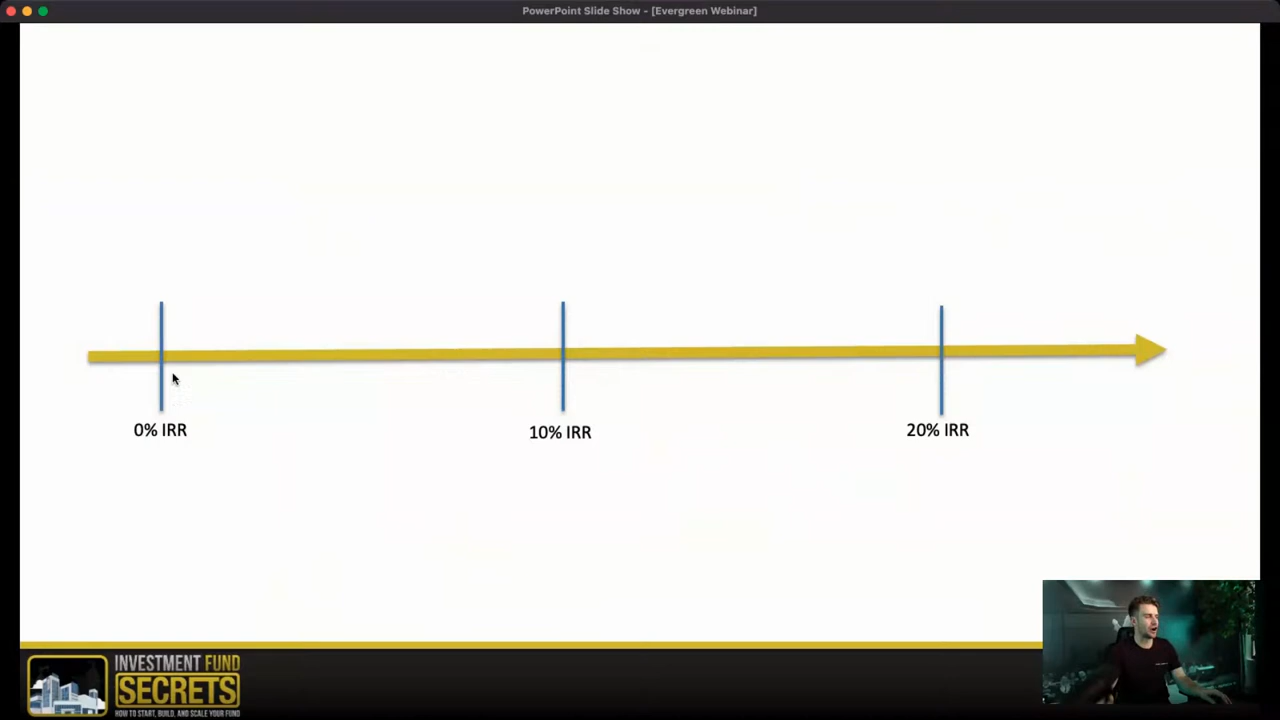 PowerPoint Slide Show - [Evergreen Webinar]
0% IRR
10% IRR
20% IRR
INVESTMENT FUND
SECRETS
HOW TO START, BUILD, AND SCALE YOUR FUND